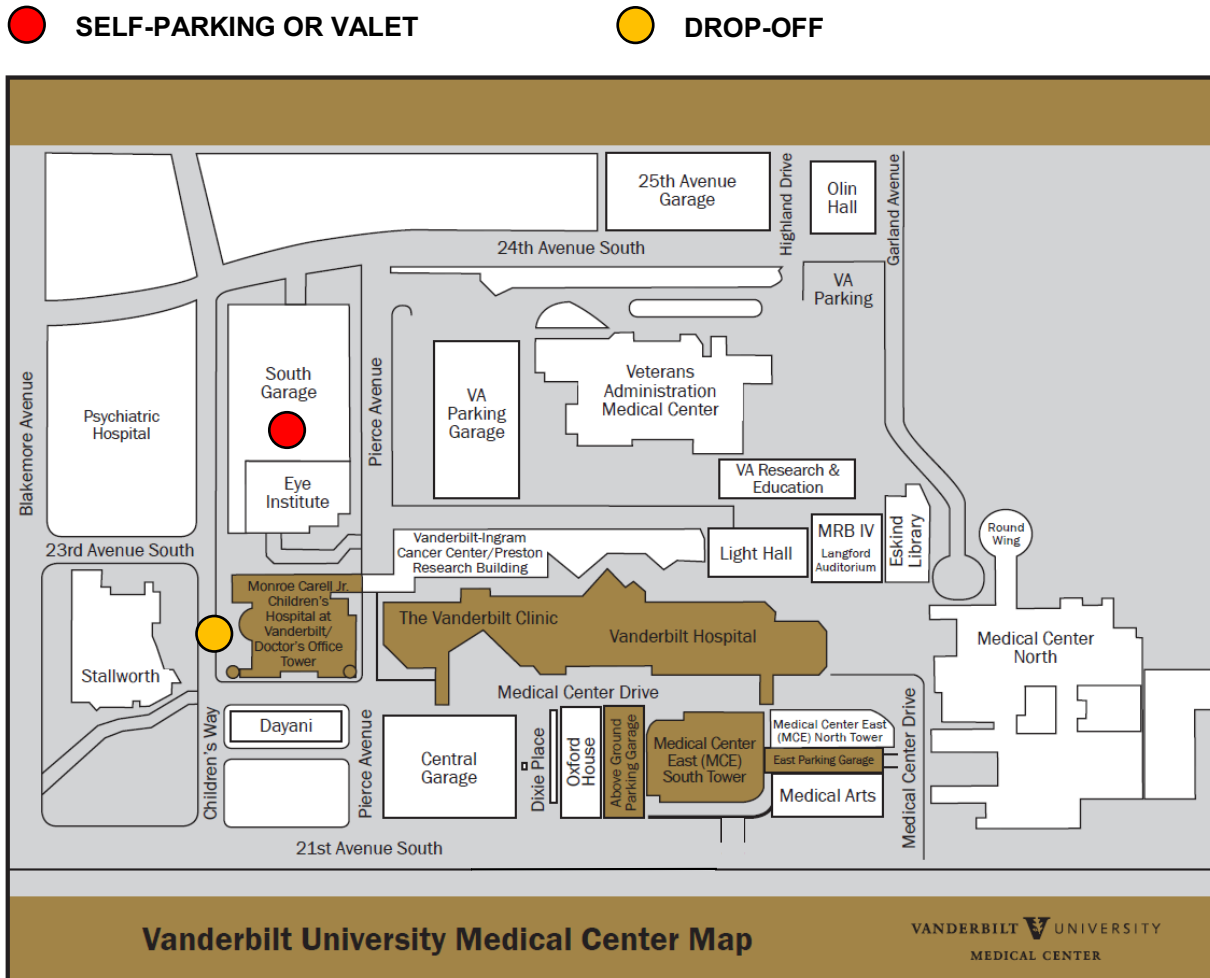 SELF-PARKING OR VALET
DROP-OFF
25th Avenue
Garage
Highland Drive
Olin
Hall
Garland Avenue
24th Avenue South
VA
Parking
Blakemore Avenue
Psychiatric
Hospital
South
Garage
Eye
Institute
Pierce Avenue
VA
Parking
Garage
Veterans
Administration
Medical Center
VA Research &
Education
23rd Avenue South
Vanderbilt-Ingram
Cancer Center/Preston
Research Building
Light Hall
MRB IV
Langford
Auditorium
Eskind
Library
Round
Wing
Stallworth
Monroe Carell Jr.
Children's
Hospital at
Vanderbilt/
Doctor's Office
Tower
The Vanderbilt Clinic
Vanderbilt Hospital
Medical Center
North
Medical Center Drive
Children's Way
Dayani
Pierce Avenue
Central
Garage
Dixie Place
Oxford
House
Above Ground
Parking Garage
Medical Center
East (MCE)
South Tower
Medical Center East
(MCE) North Tower
East Parking Garage
Medical Arts
Medical Center Drive
21st Avenue South
Vanderbilt University Medical Center Map
VANDERBILT V UNIVERSITY
MEDICAL CENTER